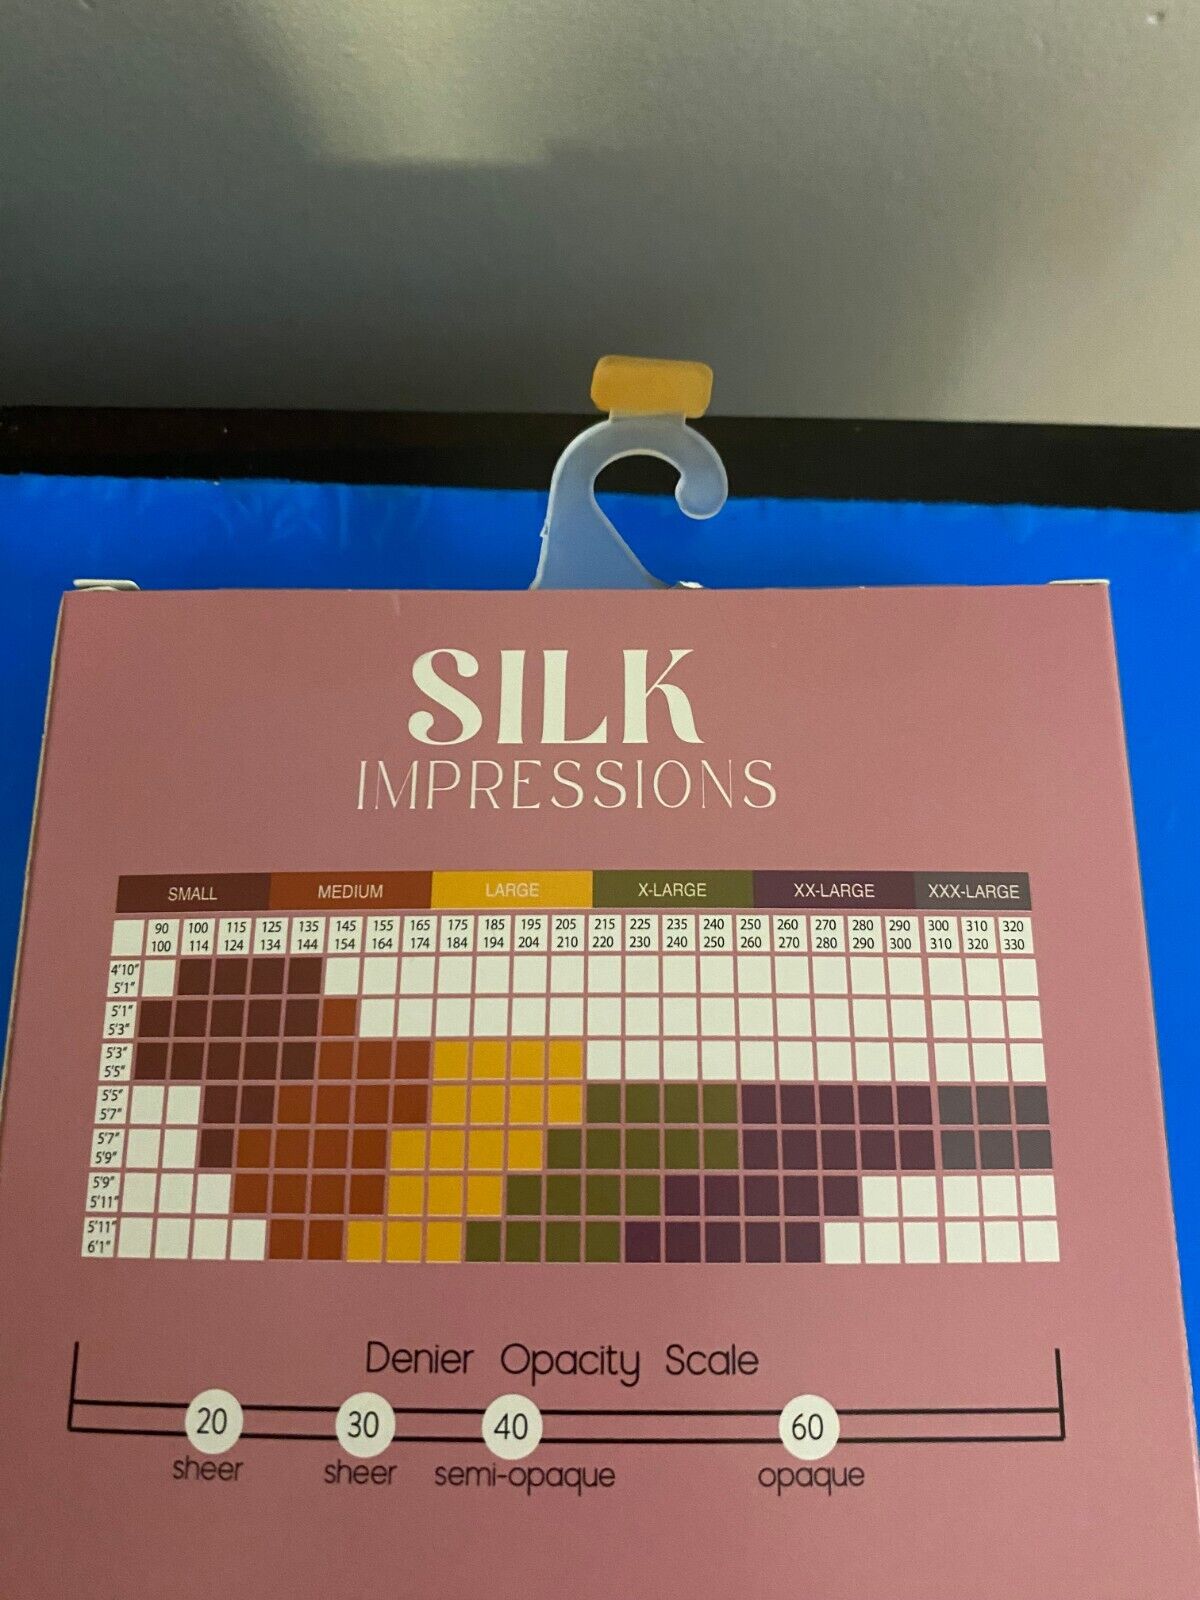 SILK
IMPRESSIONS
SMALL MEDIUM LARGE X-LARGE XX-LARGE XXX-LARGE
90 100 115 125 135 145 155 165 175 185 195 205 215 225 235 240 250 260 270 280 290 300 310 320
100 114 124 134 144 154 164 174 184 194 204 210 220 230 240 250 260 270 280 290 300 310 320 330
4'10"
5'1"
5'1"
5'3"
5'3"
5'5"
5'5"
5'7"
5'7"
5'9"
5'9"
5'11"
5'11"
6'1"
Denier Opacity Scale
20 30 40 60
sheer sheer semi-opaque opaque